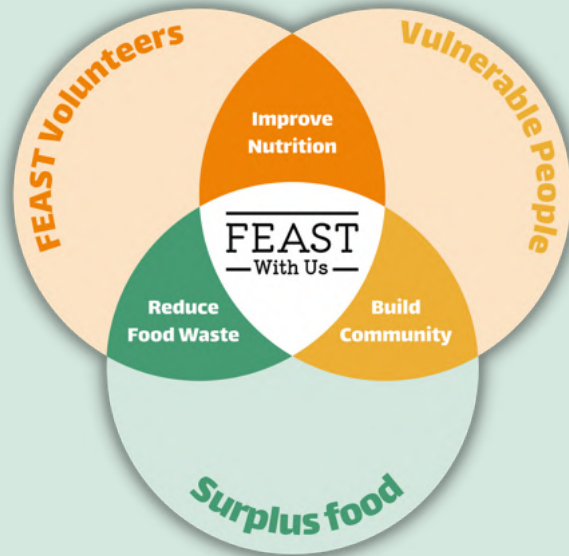 FEAST Volunteers
Vulnerable People
Improve
Nutrition
FEAST
With Us
Reduce
Food Waste
Build
Community
Surplus food